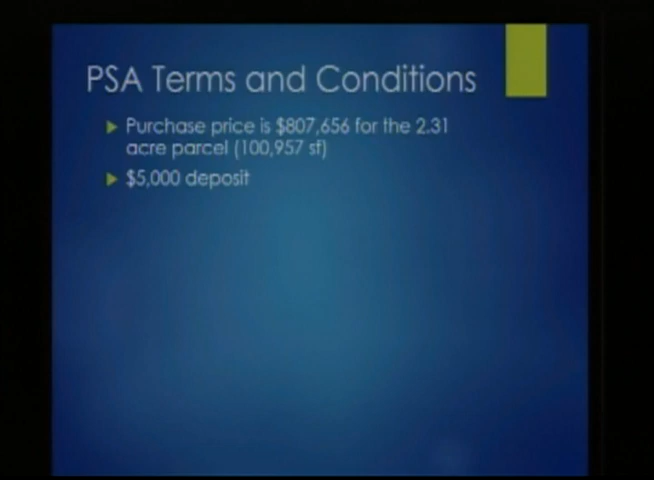 PSA Terms and Conditions
Purchase price is $807,656 for the 2.31
acre parcel (100,957 sf)
$5,000 deposit